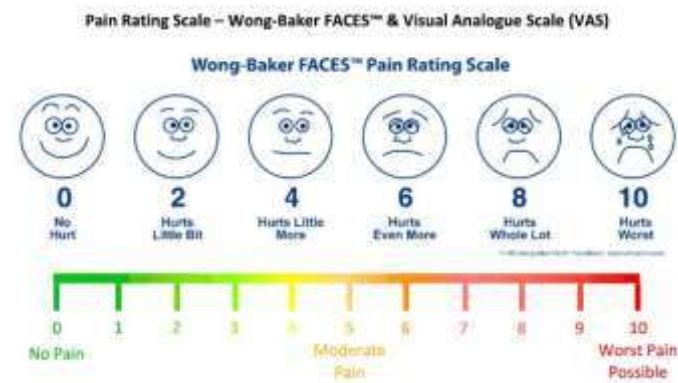 Pain Rating Scale – Wong-Baker FACES™ & Visual Analogue Scale (VAS)
Wong-Baker FACES™ Pain Rating Scale
0 2 4 6 8 10
No Hurt
Hurts Little Bit
Hurts Little More
Hurts Even More
Hurts Whole Lot
Hurts Worst
0 1 2 3 4 5 6 7 8 9 10
No Pain
Moderate Pain
Worst Pain Possible